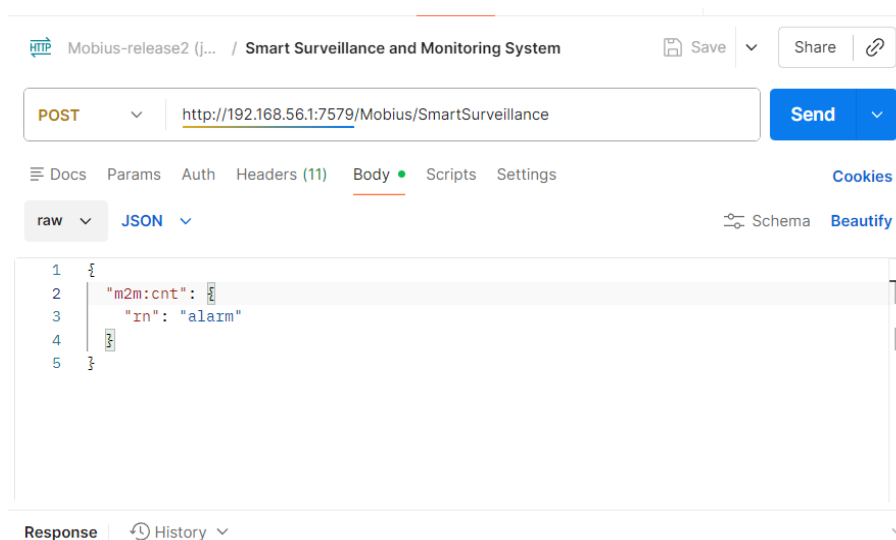 HTTP Mobius-release2 (j... / Smart Surveillance and Monitoring System Save Share
POST http://192.168.56.1:7579/Mobius/SmartSurveillance Send
Docs Params Auth Headers (11) Body Scripts Settings Cookies
raw JSON Schema Beautify
1 {
2 "m2m:cnt": {
3 "rn": "alarm"
4 }
5 }
Response History